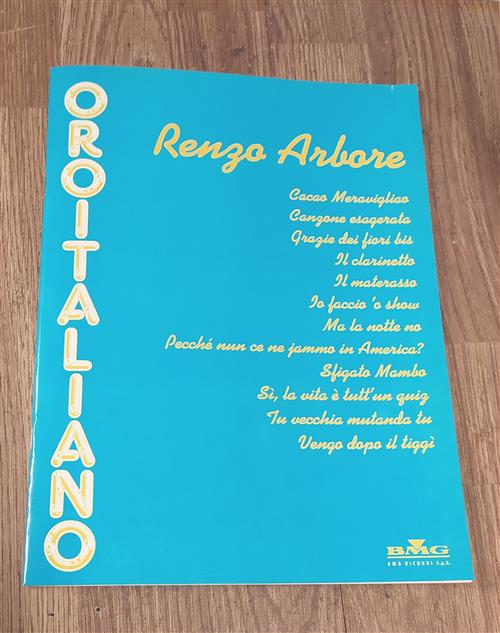 OROITALIANO
Renzo Arbore
Cacao Meravigliao
Canzone esagerata
Grazie dei fiori bis
Il clarinetto
Il materasso
Io faccio 'o show
Ma la notte no
Pecché nun ce ne jammo in America?
Sfigato Mambo
Sì, la vita è tutt'un quiz
Tu vecchia mutanda tu
Vengo dopo il tiggì
BMG
BMG RICORDI S.p.A.